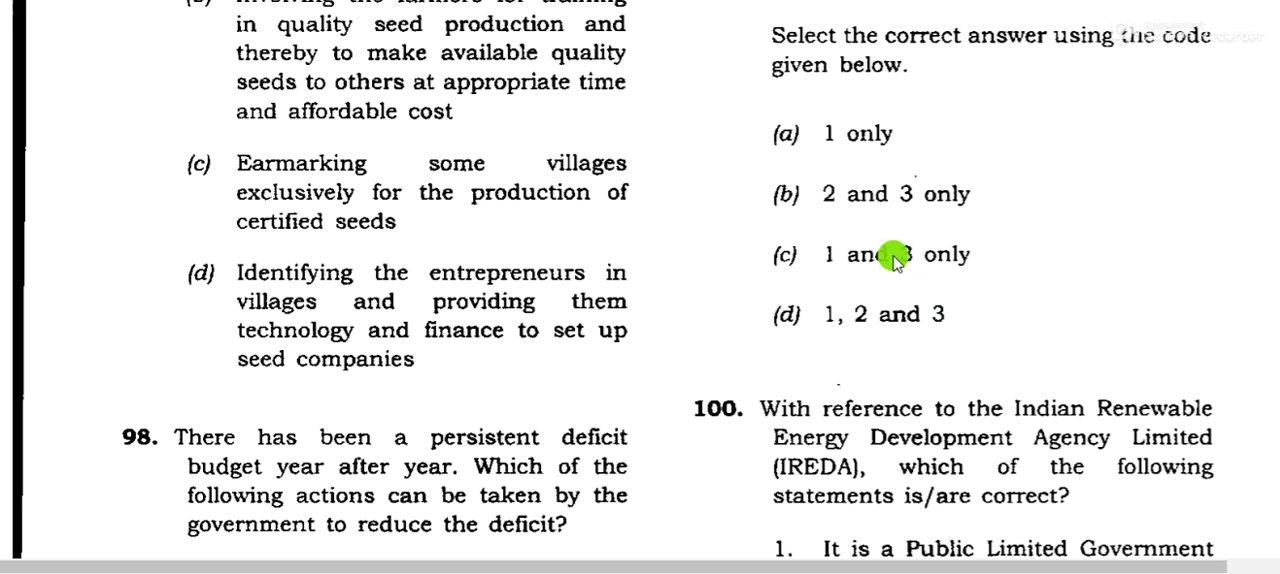 in quality seed production and
thereby to make available quality
seeds to others at appropriate time
and affordable cost
(c) Earmarking some villages
exclusively for the production of
certified seeds
(d) Identifying the entrepreneurs in
villages and providing them
technology and finance to set up
seed companies
98. There has been a persistent deficit
budget year after year. Which of the
following actions can be taken by the
government to reduce the deficit?
Select the correct answer using the code
given below.
(a) 1 only
(b) 2 and 3 only
(c) 1 and 3 only
(d) 1, 2 and 3
100. With reference to the Indian Renewable
Energy Development Agency Limited
(IREDA), which of the following
statements is/are correct?
1. It is a Public Limited Government